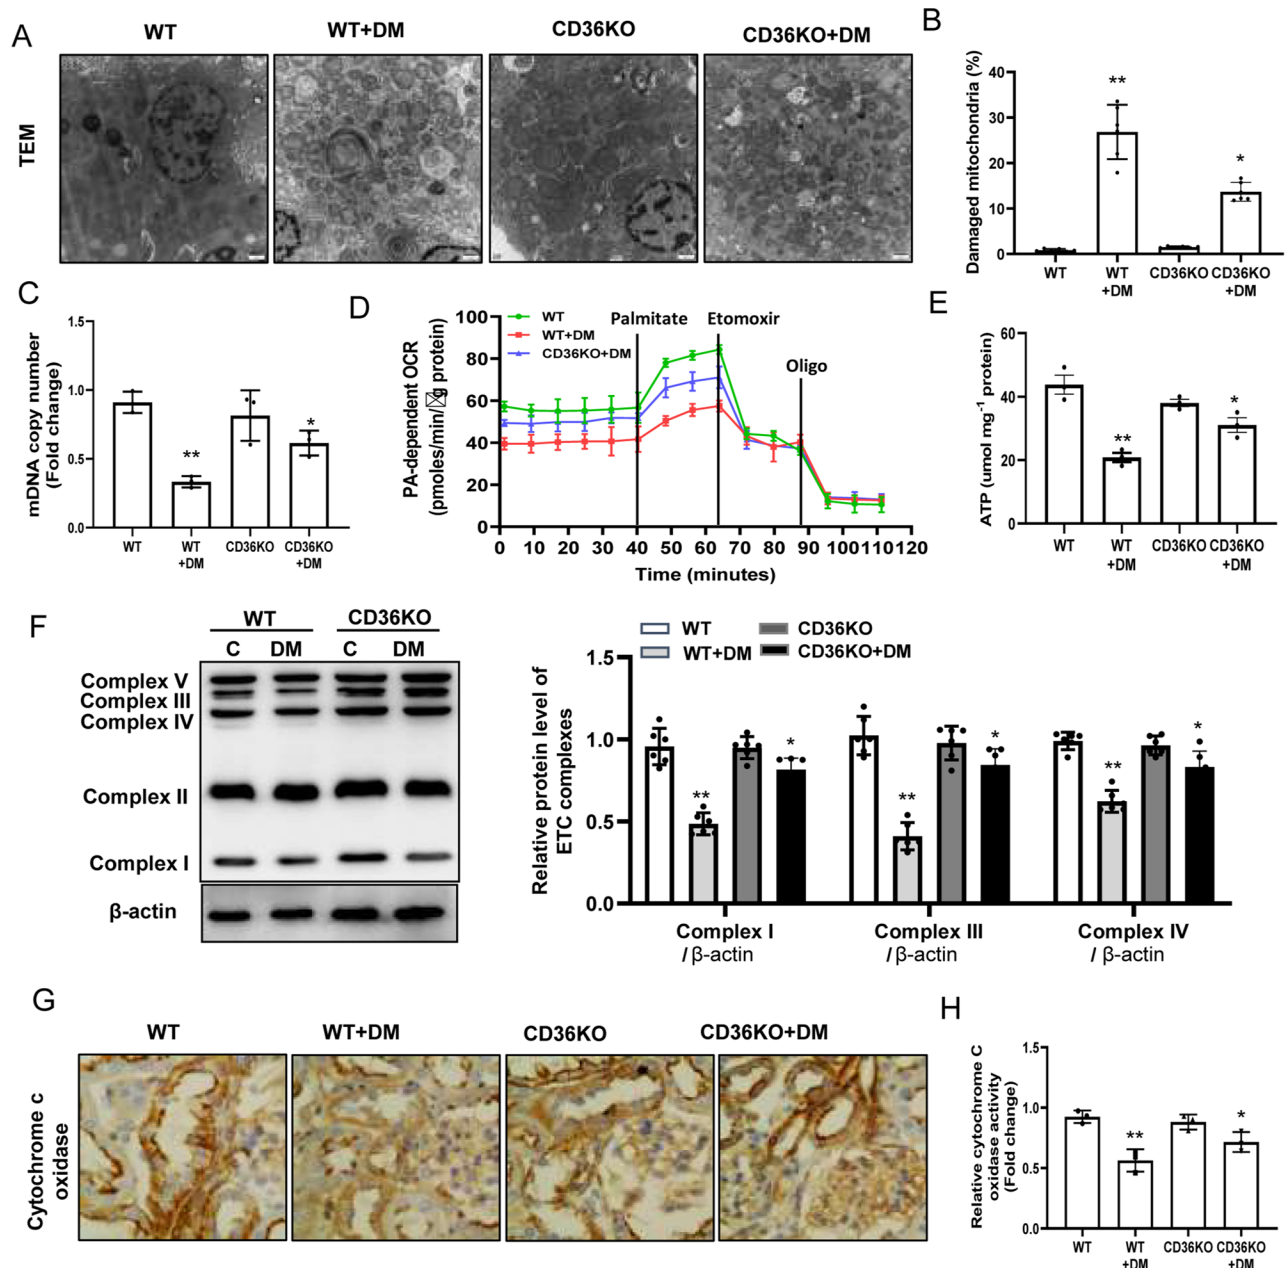 A
WT
WT+DM
CD36KO
CD36KO+DM
TEM
B
Damaged mitochondria (%)
40
30
20
10
0
**
*
WT
WT
+DM
CD36KO
CD36KO
+DM
C
mDNA copy number
(Fold change)
1.5
1.0
0.5
0.0
**
*
WT
WT
+DM
CD36KO
CD36KO
+DM
D
PA-dependent OCR
(pmoles/min/g protein)
100
80
60
40
20
0
WT
WT+DM
CD36KO+DM
Palmitate
Etomoxir
Oligo
0 10 20 30 40 50 60 70 80 90 100 110 120
Time (minutes)
E
ATP (umol mg-1 protein)
60
40
20
0
**
*
WT
WT
+DM
CD36KO
CD36KO
+DM
F
WT
CD36KO
C DM C DM
Complex V
Complex III
Complex IV
Complex II
Complex I
β-actin
WT
CD36KO
WT+DM
CD36KO+DM
Relative protein level of
ETC complexes
1.5
1.0
0.5
0.0
**
*
**
*
**
*
Complex I
/ β-actin
Complex III
/ β-actin
Complex IV
/ β-actin
G
WT
WT+DM
CD36KO
CD36KO+DM
Cytochrome c
oxidase
H
Relative cytochrome C
oxidase activity
(Fold change)
1.5
1.0
0.5
0.0
**
*
WT
WT
+DM
CD36KO
CD36KO
+DM